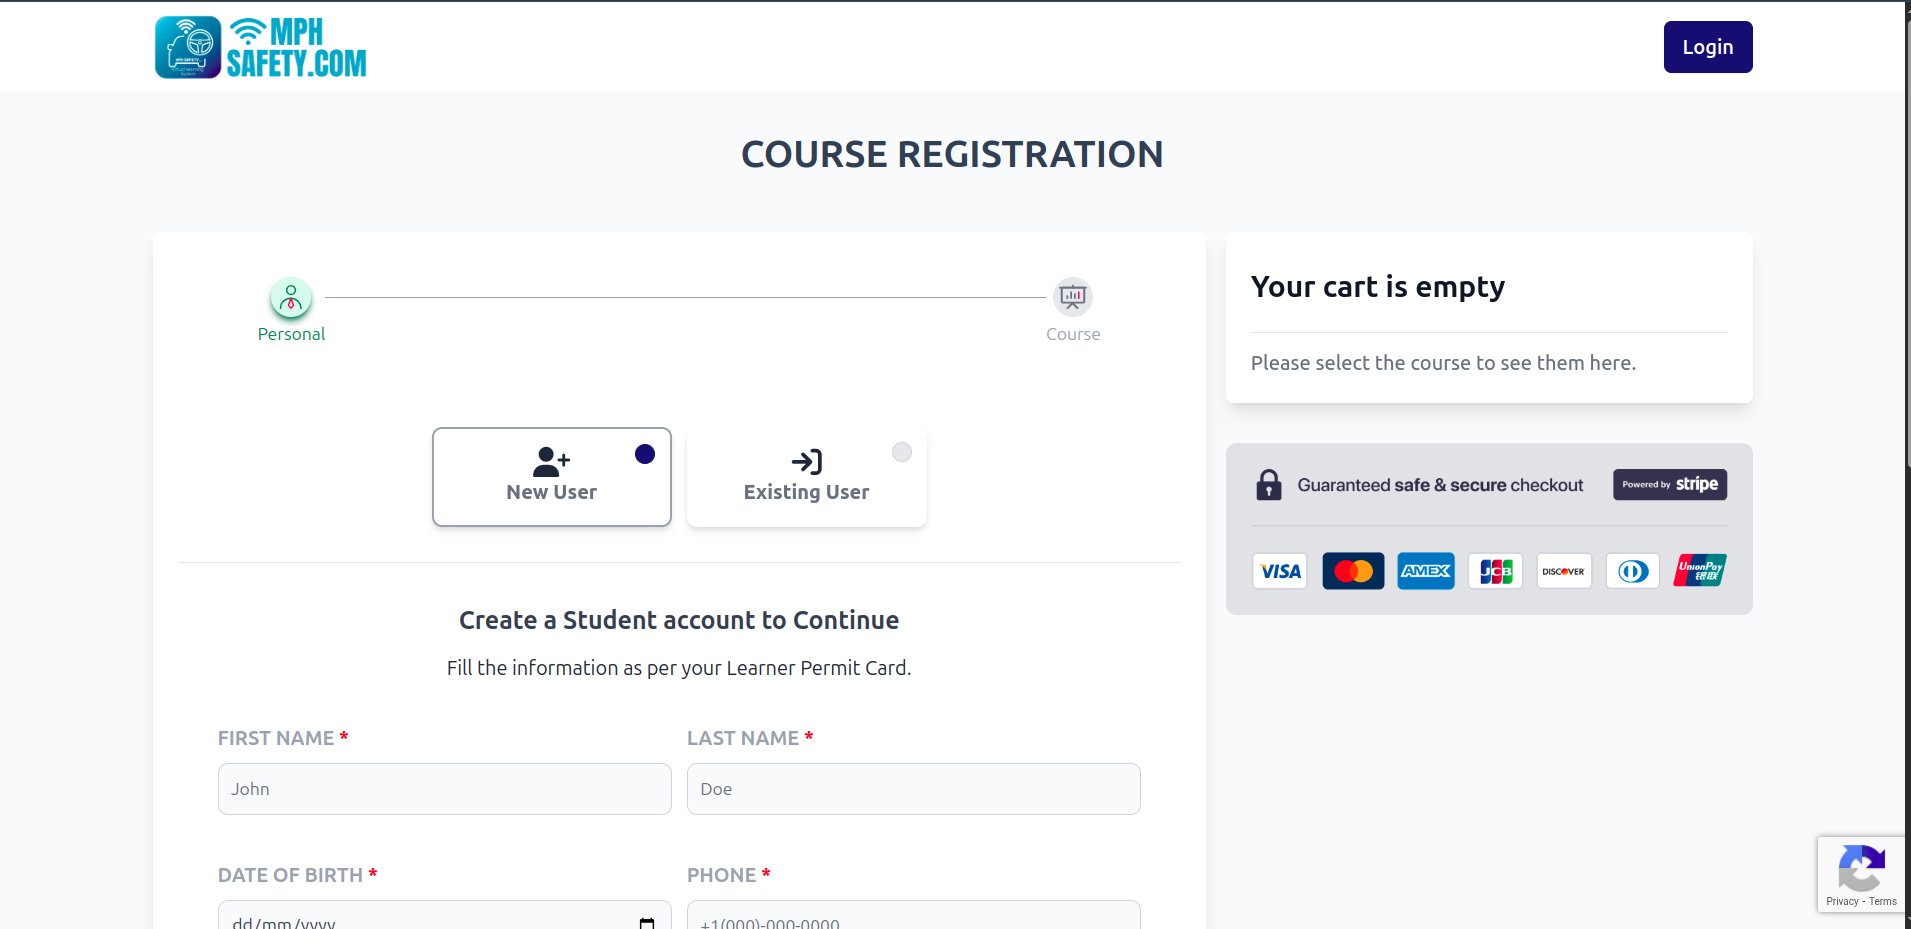 MPH
SAFETY.COM
Login
COURSE REGISTRATION
Personal
Course
New User
Existing User
Create a Student account to Continue
Fill the information as per your Learner Permit Card.
FIRST NAME *
LAST NAME *
John
Doe
DATE OF BIRTH *
PHONE *
dd/mm/yyyy
+1(000)-000-0000
Your cart is empty
Please select the course to see them here.
Guaranteed safe & secure checkout
Powered by stripe
VISA
AMEX
JCB
DISCOVER
UnionPay
银联
Privacy - Terms